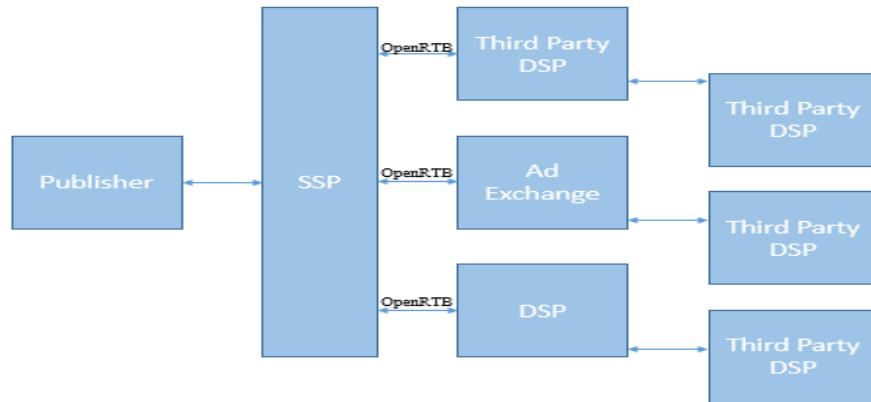 OpenRTB
Third Party
DSP
Third Party
DSP
Publisher
SSP
OpenRTB
Ad
Exchange
Third Party
DSP
OpenRTB
DSP
Third Party
DSP